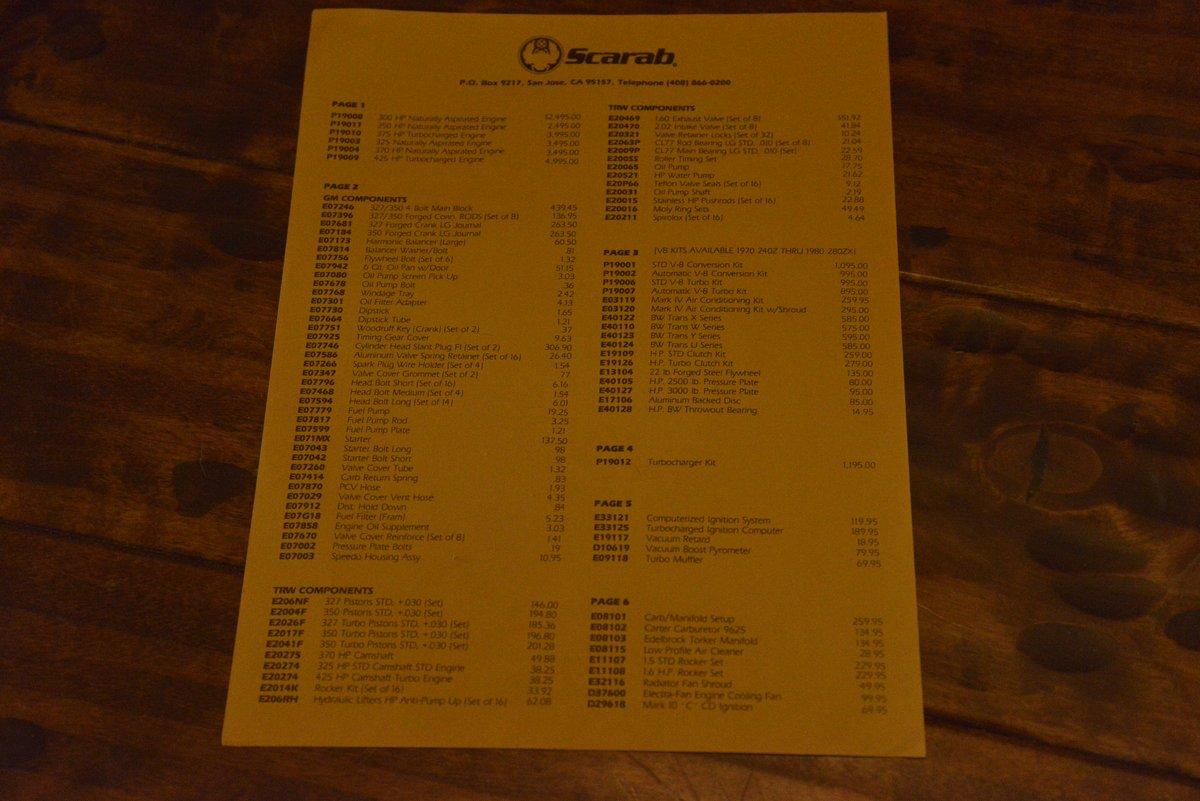 Scarab.
P.O. Box 9217, San Jose, CA 95157, Telephone (408) 866-0200
PAGE 1
P19008 300 HP Naturally Aspirated Engine $2,495.00
P19011 350 HP Naturally Aspirated Engine 2,495.00
P19010 375 HP Turbocharged Engine 3,995.00
P19003 325 Naturally Aspirated Engine 3,495.00
P19004 370 HP Naturally Aspirated Engine 3,495.00
P19009 425 HP Turbocharged Engine 4,995.00
PAGE 2
GM COMPONENTS
E07246 327/350 4 Bolt Main Block 439.45
E07396 327/350 Forged Conn. RODS (Set of 8) 136.95
E07681 327 Forged Crank LG Journal 263.50
E07184 350 Forged Crank LG Journal 263.50
E07173 Harmonic Balancer (Large) 60.50
E07814 Balancer Washer/Bolt .81
E07756 Flywheel Bolt (Set of 6) 1.32
E07942 6 Qt. Oil Pan w/Door 51.15
E07080 Oil Pump Screen Pick Up 3.03
E07678 Oil Pump Bolt .36
E07768 Windage Tray 2.42
E07301 Oil Filter Adapter 4.13
E07730 Dipstick 1.65
E07664 Dipstick Tube 1.21
E07751 Woodruff Key (Crank) (Set of 2) .37
E07925 Timing Gear Cover 9.63
E07746 Cylinder Head Slant Plug FI (Set of 2) 306.90
E07586 Aluminum Valve Spring Retainer (Set of 16) 26.40
E07266 Spark Plug Wire Holder (Set of 4) 1.54
E07347 Valve Cover Grommet (Set of 2) .77
E07796 Head Bolt Short (Set of 16) 6.16
E07468 Head Bolt Medium (Set of 4) 1.54
E07594 Head Bolt Long (Set of 14) 6.01
E07779 Fuel Pump 19.25
E07817 Fuel Pump Rod 3.25
E07599 Fuel Pump Plate 1.21
E071MX Starter 137.50
E07043 Starter Bolt Long .98
E07042 Starter Bolt Short .98
E07260 Valve Cover Tube 1.32
E07414 Carb Return Spring .83
E07870 PCV Hose 1.93
E07029 Valve Cover Vent Hose 4.35
E07912 Dist. Hold Down .84
E07G18 Fuel Filter (Fram) 5.23
E07858 Engine Oil Supplement 3.03
E07670 Valve Cover Reinforce (Set of 8) 1.41
E07002 Pressure Plate Bolts .19
E07003 Speedo Housing Assy 10.95
TRW COMPONENTS
E206NF 327 Pistons STD, +.030 (Set) 146.00
E2004F 350 Pistons STD, +.030 (Set) 194.80
E2026F 327 Turbo Pistons STD, +.030 (Set) 185.36
E2017F 350 Turbo Pistons STD, +.030 (Set) 196.80
E2041F 350 Turbo Pistons STD, +.030 (Set) 201.28
E20275 370 HP Camshaft 49.88
E20274 325 HP STD Camshaft STD Engine 38.25
E20274 425 HP Camshaft Turbo Engine 38.25
E2014K Rocker Kit (Set of 16) 33.92
E206RH Hydraulic Lifters HP Anti-Pump Up (Set of 16) 62.08
TRW COMPONENTS
E20469 1.60 Exhaust Valve (Set of 8) $51.92
E20470 2.02 Intake Valve (Set of 8) 41.84
E20321 Valve Retainer Locks (Set of 32) 10.24
E2063P CL77 Rod Bearing LG STD, .010 (Set of 8) 21.04
E2009P CL77 Main Bearing LG STD, .010 (Set) 22.59
E20055 Roller Timing Set 28.70
E20065 Oil Pump 17.75
E20521 HP Water Pump 21.62
E20P66 Teflon Valve Seals (Set of 16) 9.12
E20031 Oil Pump Shaft 2.19
E20015 Stainless HP Pushrods (Set of 16) 22.88
E20016 Moly Ring Sets 49.49
E20211 Spirolox (Set of 16) 4.64
PAGE 3 (V8 KITS AVAILABLE 1970 240Z THRU 1980 280ZX)
P19001 STD V-8 Conversion Kit 1,095.00
P19002 Automatic V-8 Conversion Kit 995.00
P19006 STD V-8 Turbo Kit 995.00
P19007 Automatic V-8 Turbo Kit 895.00
E03119 Mark IV Air Conditioning Kit 259.95
E03120 Mark IV Air Conditioning Kit w/Shroud 295.00
E40122 BW Trans X Series 585.00
E40110 BW Trans W Series 575.00
E40123 BW Trans Y Series 595.00
E40124 BW Trans U Series 585.00
E19109 H.P. STD Clutch Kit 259.00
E19126 H.P. Turbo Clutch Kit 279.00
E13104 22 lb Forged Steel Flywheel 135.00
E40105 H.P. 2500 lb. Pressure Plate 80.00
E40127 H.P. 3000 lb. Pressure Plate 95.00
E17106 Aluminum Backed Disc 85.00
E40128 H.P. BW Throwout Bearing 14.95
PAGE 4
P19012 Turbocharger Kit 1,195.00
PAGE 5
E33121 Computerized Ignition System 119.95
E33125 Turbocharged Ignition Computer 189.95
E19117 Vacuum Retard 18.95
D10619 Vacuum Boost Pyrometer 79.95
E09118 Turbo Muffler 69.95
PAGE 6
E08101 Carb/Manifold Setup 259.95
E08102 Carter Carburetor 9625 134.95
E08103 Edelbrock Torker Manifold 134.95
E08115 Low Profile Air Cleaner 28.95
E11107 1.5 STD Rocker Set 229.95
E11108 1.6 H.P. Rocker Set 229.95
E32116 Radiator Fan Shroud 49.95
D37600 Electra-Fan Engine Cooling Fan 99.95
D29618 Mark 10 "C" CD Ignition 69.95